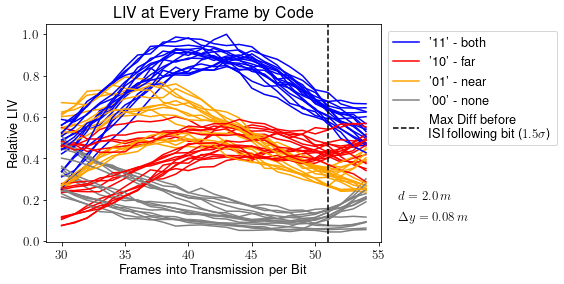 LIV at Every Frame by Code
Relative LIV
1.0
0.8
0.6
0.4
0.2
0.0
30
35
40
45
50
55
Frames into Transmission per Bit
'11' - both
'10' - far
'01' - near
'00' - none
Max Diff before
ISI following bit (1.5σ)
d = 2.0 m
Δy = 0.08 m